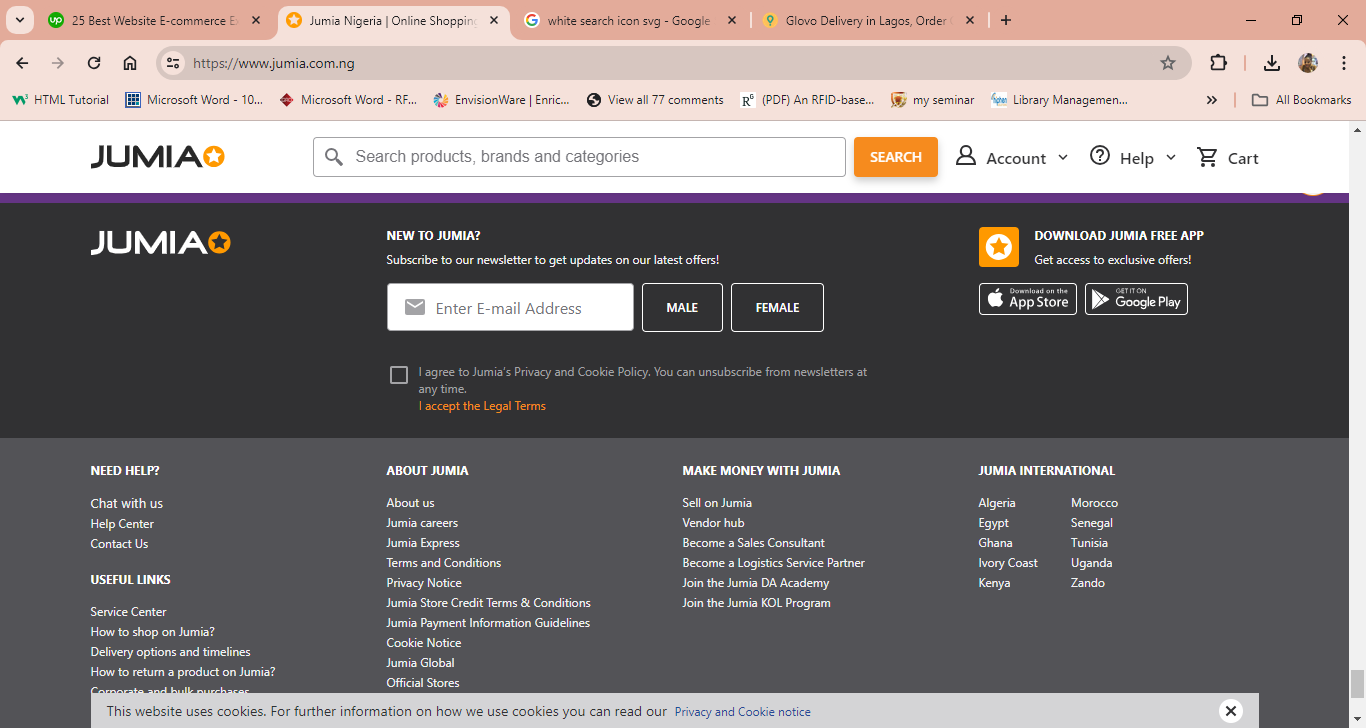 25 Best Website E-commerce Ex
Jumia Nigeria | Online Shopping
white search icon svg - Google
Glovo Delivery in Lagos, Order
https://www.jumia.com.ng
HTML Tutorial
Microsoft Word - 10...
Microsoft Word - RF...
EnvisionWare | Enric...
View all 77 comments
(PDF) An RFID-base...
my seminar
Library Managemen...
All Bookmarks
JUMIA
Search products, brands and categories
SEARCH
Account
Help
Cart
JUMIA
NEW TO JUMIA?
Subscribe to our newsletter to get updates on our latest offers!
Enter E-mail Address
MALE
FEMALE
I agree to Jumia's Privacy and Cookie Policy. You can unsubscribe from newsletters at
any time.
I accept the Legal Terms
DOWNLOAD JUMIA FREE APP
Get access to exclusive offers!
Download on the
App Store
GET IT ON
Google Play
NEED HELP?
Chat with us
Help Center
Contact Us
USEFUL LINKS
Service Center
How to shop on Jumia?
Delivery options and timelines
How to return a product on Jumia?
Corporate and bulk purchases
ABOUT JUMIA
About us
Jumia careers
Jumia Express
Terms and Conditions
Privacy Notice
Jumia Store Credit Terms & Conditions
Jumia Payment Information Guidelines
Cookie Notice
Jumia Global
Official Stores
MAKE MONEY WITH JUMIA
Sell on Jumia
Vendor hub
Become a Sales Consultant
Become a Logistics Service Partner
Join the Jumia DA Academy
Join the Jumia KOL Program
JUMIA INTERNATIONAL
Algeria
Egypt
Ghana
Ivory Coast
Kenya
Morocco
Senegal
Tunisia
Uganda
Zando
This website uses cookies. For further information on how we use cookies you can read our Privacy and Cookie notice